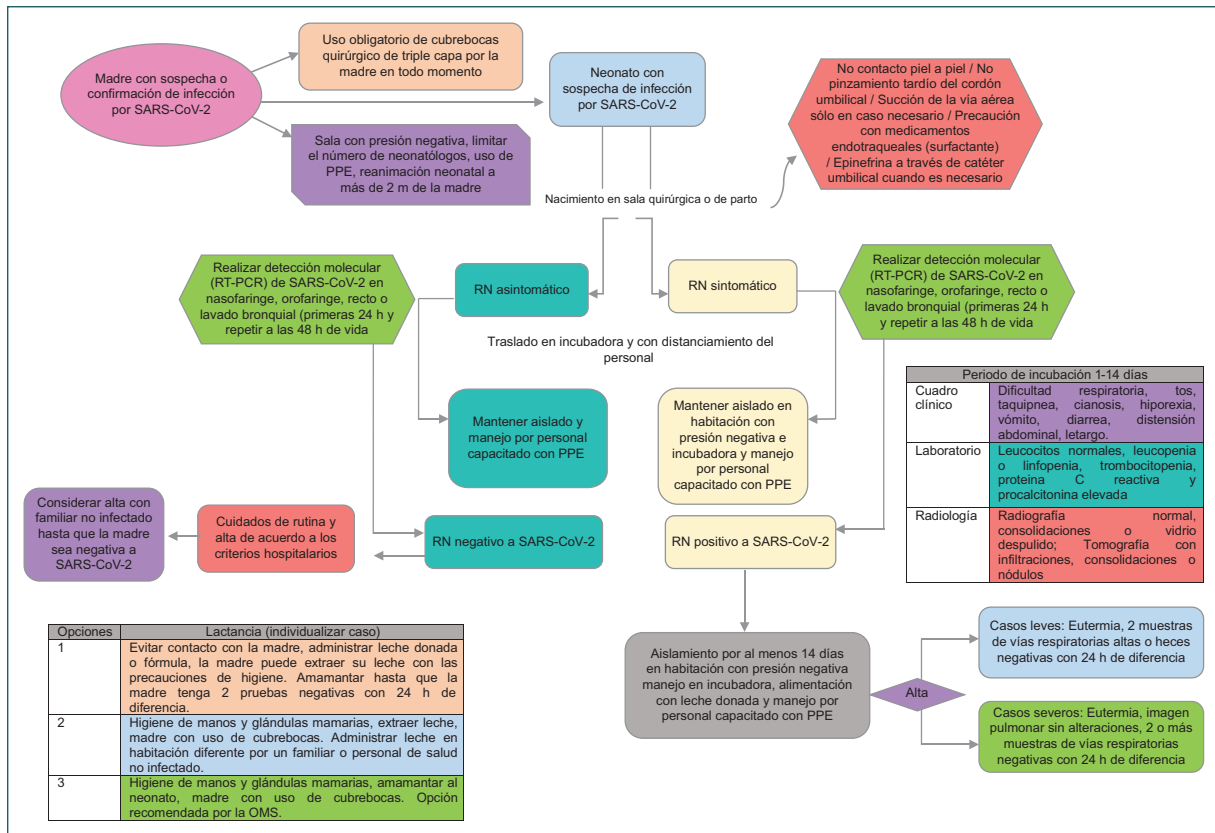 Madre con sospecha o
confirmación de infección
por SARS-CoV-2
Uso obligatorio de cubrebocas
quirúrgico de triple capa por la
madre en todo momento
Neonato con
sospecha de infección
por SARS-CoV-2
No contacto piel a piel / No
pinzamiento tardío del cordón
umbilical / Succión de la vía aérea
sólo en caso necesario / Precaución
con medicamentos
endotraqueales (surfactante)
/ Epinefrina a través de catéter
umbilical cuando es necesario
Sala con presión negativa, limitar
el número de neonatólogos, uso de
PPE, reanimación neonatal a
más de 2 m de la madre
Nacimiento en sala quirúrgica o de parto
Realizar detección molecular
(RT-PCR) de SARS-CoV-2 en
nasofaringe, orofaringe, recto o
lavado bronquial (primeras 24 h y
repetir a las 48 h de vida
RN asintomático
RN sintomático
Realizar detección molecular
(RT-PCR) de SARS-CoV-2 en
nasofaringe, orofaringe, recto o
lavado bronquial (primeras 24 h y
repetir a las 48 h de vida
Traslado en incubadora y con distanciamiento del
personal
Mantener aislado y
manejo por personal
capacitado con PPE
Mantener aislado en
habitación con
presión negativa e
incubadora y manejo
por personal
capacitado con PPE
Periodo de incubación 1-14 días
Cuadro
clínico
Dificultad respiratoria, tos,
taquipnea, cianosis, hiporexia,
vómito, diarrea, distensión
abdominal, letargo.
Laboratorio
Leucocitos normales, leucopenia
o linfopenia, trombocitopenia,
proteina C reactiva y
procalcitonina elevada
Radiología
Radiografía normal,
consolidaciones o vidrio
despulido; Tomografía con
infiltraciones, consolidaciones o
nódulos
Considerar alta con
familiar no infectado
hasta que la madre
sea negativa a
SARS-CoV-2
Cuidados de rutina y
alta de acuerdo a los
criterios hospitalarios
RN negativo a SARS-CoV-2
RN positivo a SARS-CoV-2
Opciones Lactancia (individualizar caso)
1 Evitar contacto con la madre, administrar leche donada
o fórmula, la madre puede extraer su leche con las
precauciones de higiene. Amamantar hasta que la
madre tenga 2 pruebas negativas con 24 h de
diferencia.
2 Higiene de manos y glándulas mamarias, extraer leche,
madre con uso de cubrebocas. Administrar leche en
habitación diferente por un familiar o personal de salud
no infectado.
3 Higiene de manos y glándulas mamarias, amamantar al
neonato, madre con uso de cubrebocas. Opción
recomendada por la OMS.
Aislamiento por al menos 14 días
en habitación con presión negativa
manejo en incubadora, alimentación
con leche donada y manejo por
personal capacitado con PPE
Alta
Casos leves: Eutermia, 2 muestras
de vías respiratorias altas o heces
negativas con 24 h de diferencia
Casos severos: Eutermia, imagen
pulmonar sin alteraciones, 2 o más
muestras de vías respiratorias
negativas con 24 h de diferencia